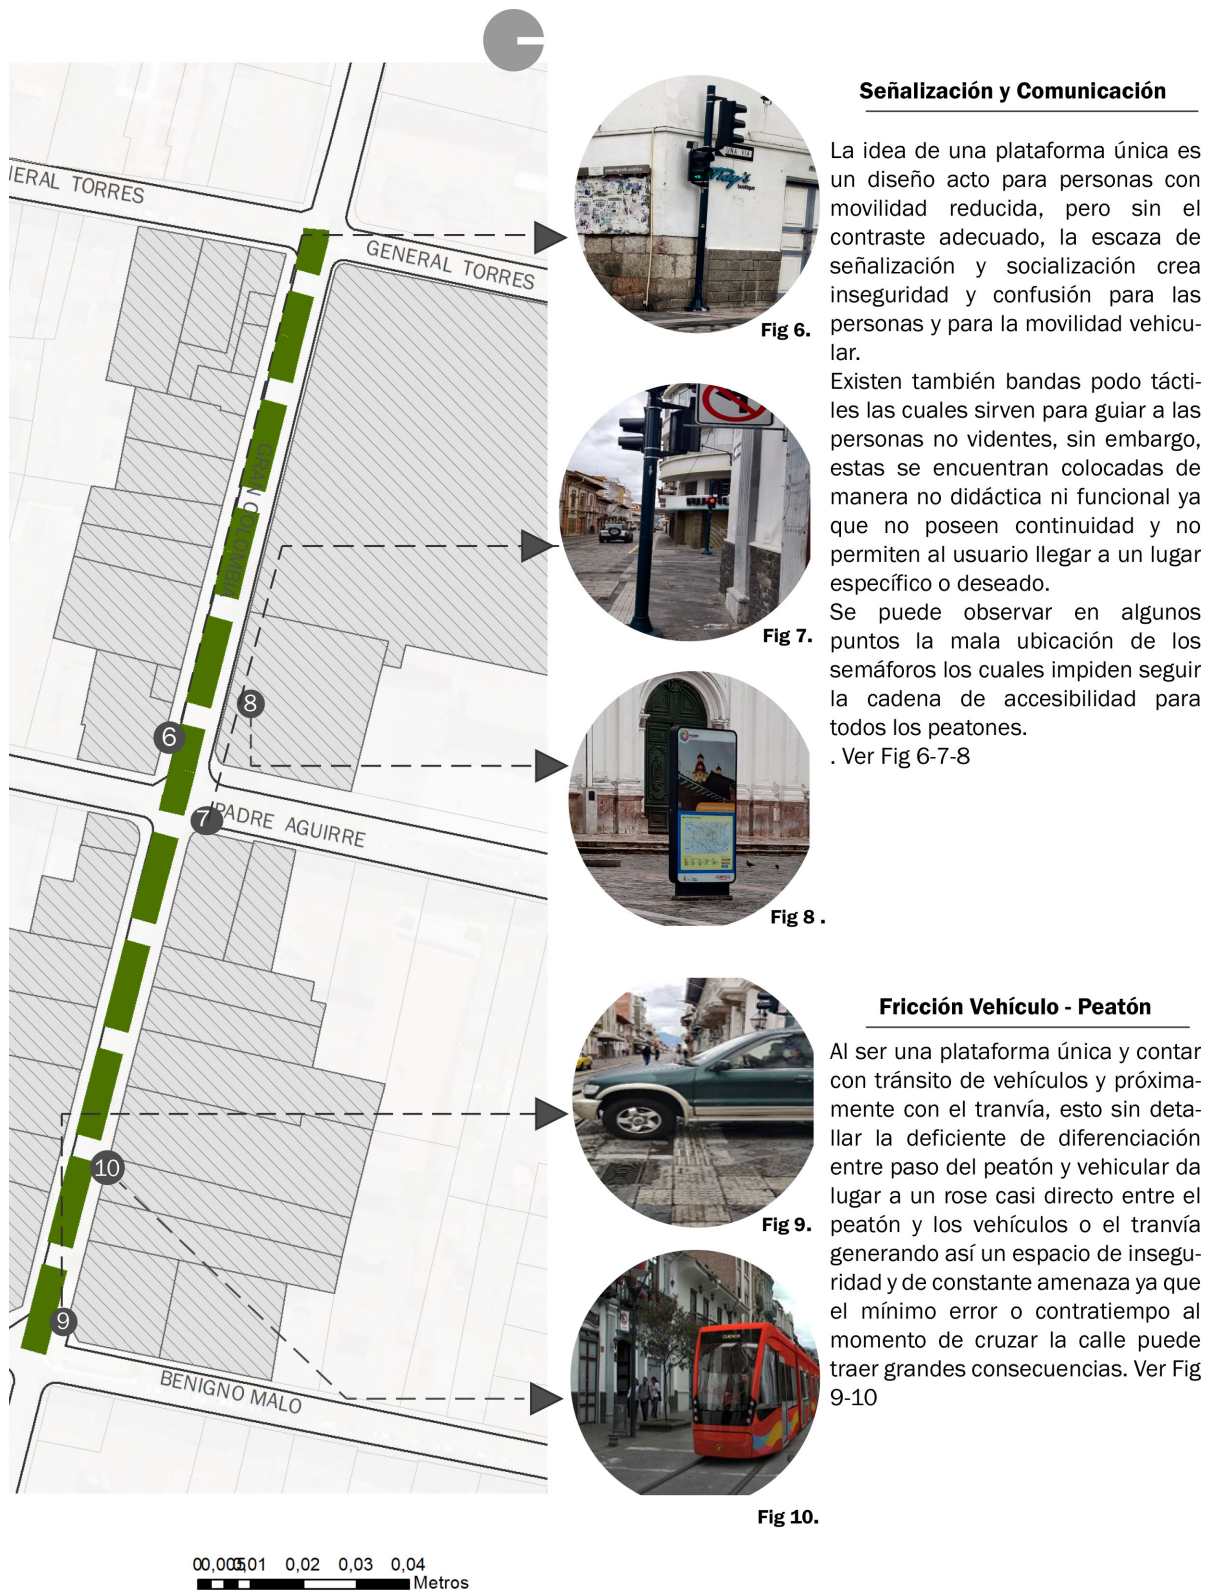 NERAL TORRES
GENERAL TORRES
GRAN COLOMBIA
6
8
7
PADRE AGUIRRE
10
9
BENIGNO MALO
00,0050,01 0,02 0,03 0,04
Metros
UNA VÍA
May's
boutique
Fig 6.
Fig 7.
Fig 8 .
Fig 9.
CUENCA
Fig 10.
Señalización y Comunicación
La idea de una plataforma única es
un diseño acto para personas con
movilidad reducida, pero sin el
contraste adecuado, la escaza de
señalización y socialización crea
inseguridad y confusión para las
personas y para la movilidad vehicu-
lar.
Existen también bandas podo tácti-
les las cuales sirven para guiar a las
personas no videntes, sin embargo,
estas se encuentran colocadas de
manera no didáctica ni funcional ya
que no poseen continuidad y no
permiten al usuario llegar a un lugar
específico o deseado.
Se puede observar en algunos
puntos la mala ubicación de los
semáforos los cuales impiden seguir
la cadena de accesibilidad para
todos los peatones.
. Ver Fig 6-7-8
Fricción Vehículo - Peatón
Al ser una plataforma única y contar
con tránsito de vehículos y próxima-
mente con el tranvía, esto sin deta-
llar la deficiente de diferenciación
entre paso del peatón y vehicular da
lugar a un rose casi directo entre el
peatón y los vehículos o el tranvía
generando así un espacio de insegu-
ridad y de constante amenaza ya que
el mínimo error o contratiempo al
momento de cruzar la calle puede
traer grandes consecuencias. Ver Fig
9-10